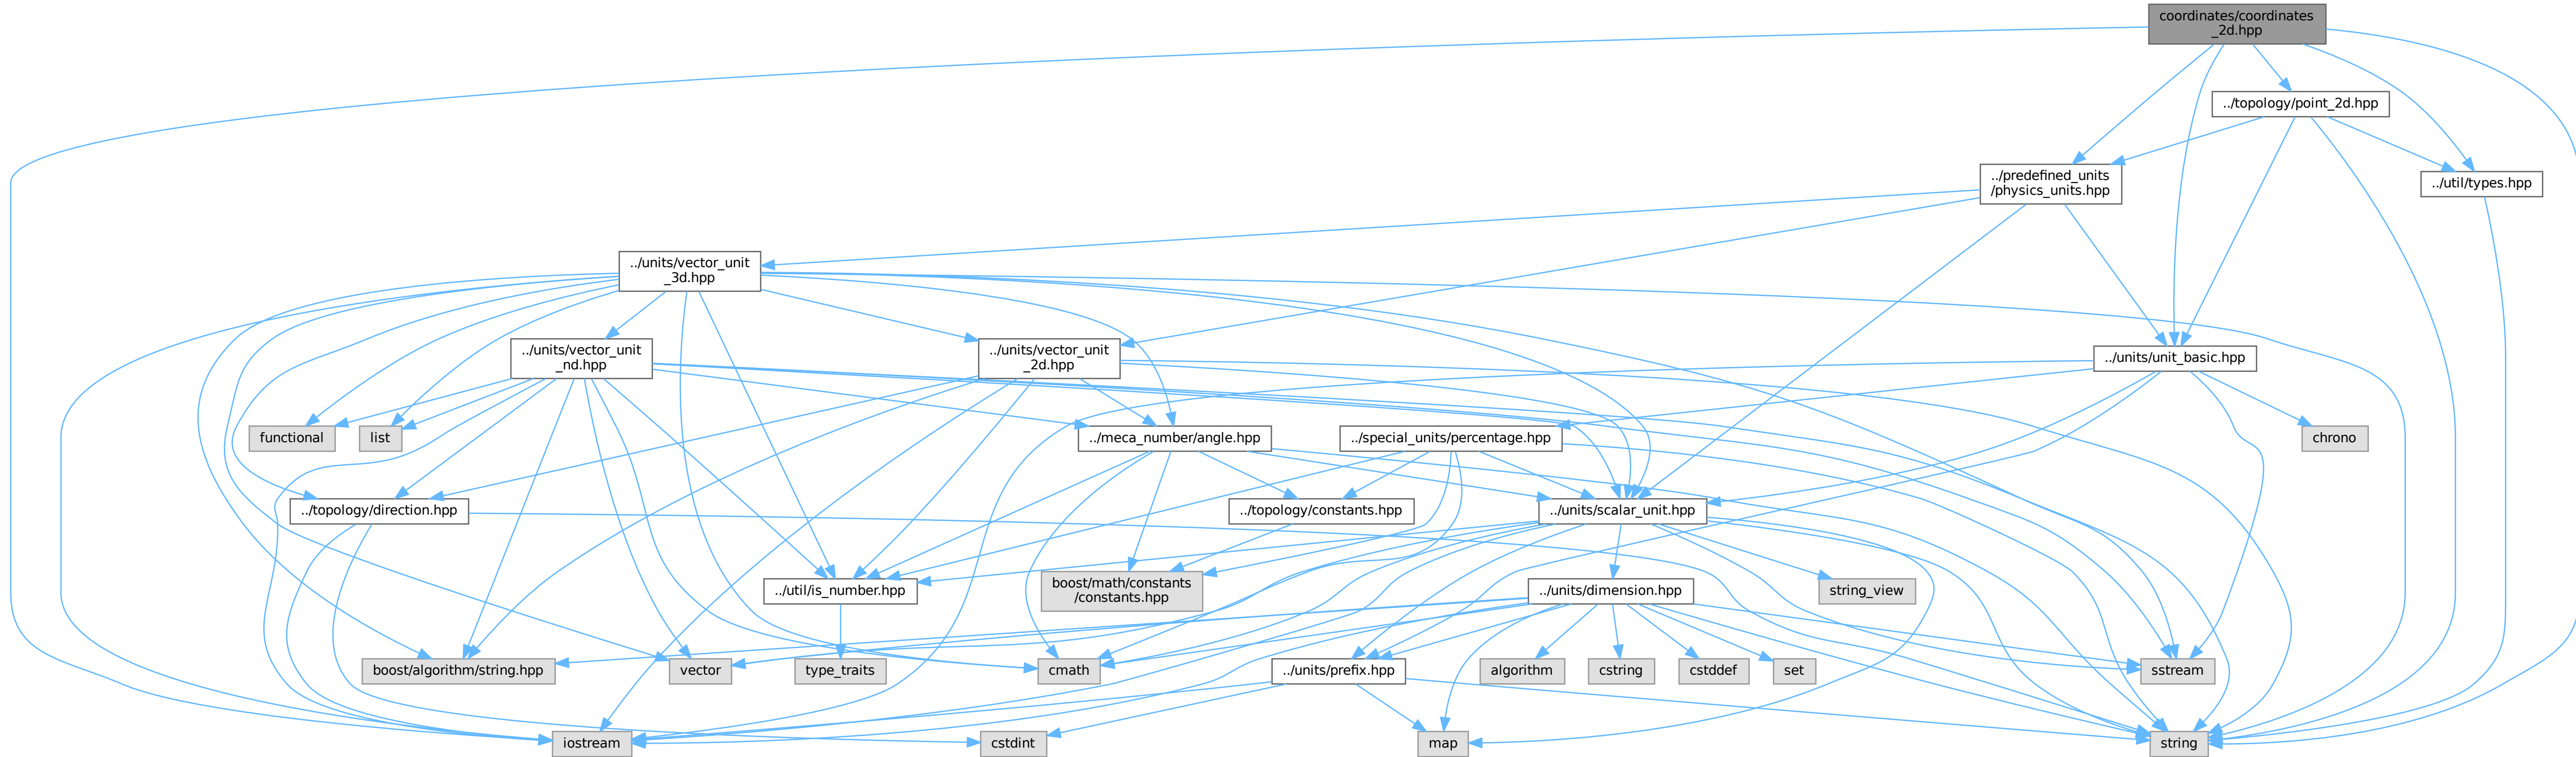 coordinates/coordinates
_2d.hpp
../topology/point_2d.hpp
../predefined_units
/physics_units.hpp
../util/types.hpp
../units/vector_unit
_3d.hpp
../units/vector_unit
_nd.hpp
../units/vector_unit
_2d.hpp
../units/unit_basic.hpp
functional
list
../meca_number/angle.hpp
../special_units/percentage.hpp
chrono
../topology/direction.hpp
../topology/constants.hpp
../units/scalar_unit.hpp
../util/is_number.hpp
boost/math/constants
/constants.hpp
../units/dimension.hpp
string_view
boost/algorithm/string.hpp
vector
type_traits
cmath
../units/prefix.hpp
algorithm
cstring
cstddef
set
sstream
iostream
cstdint
map
string